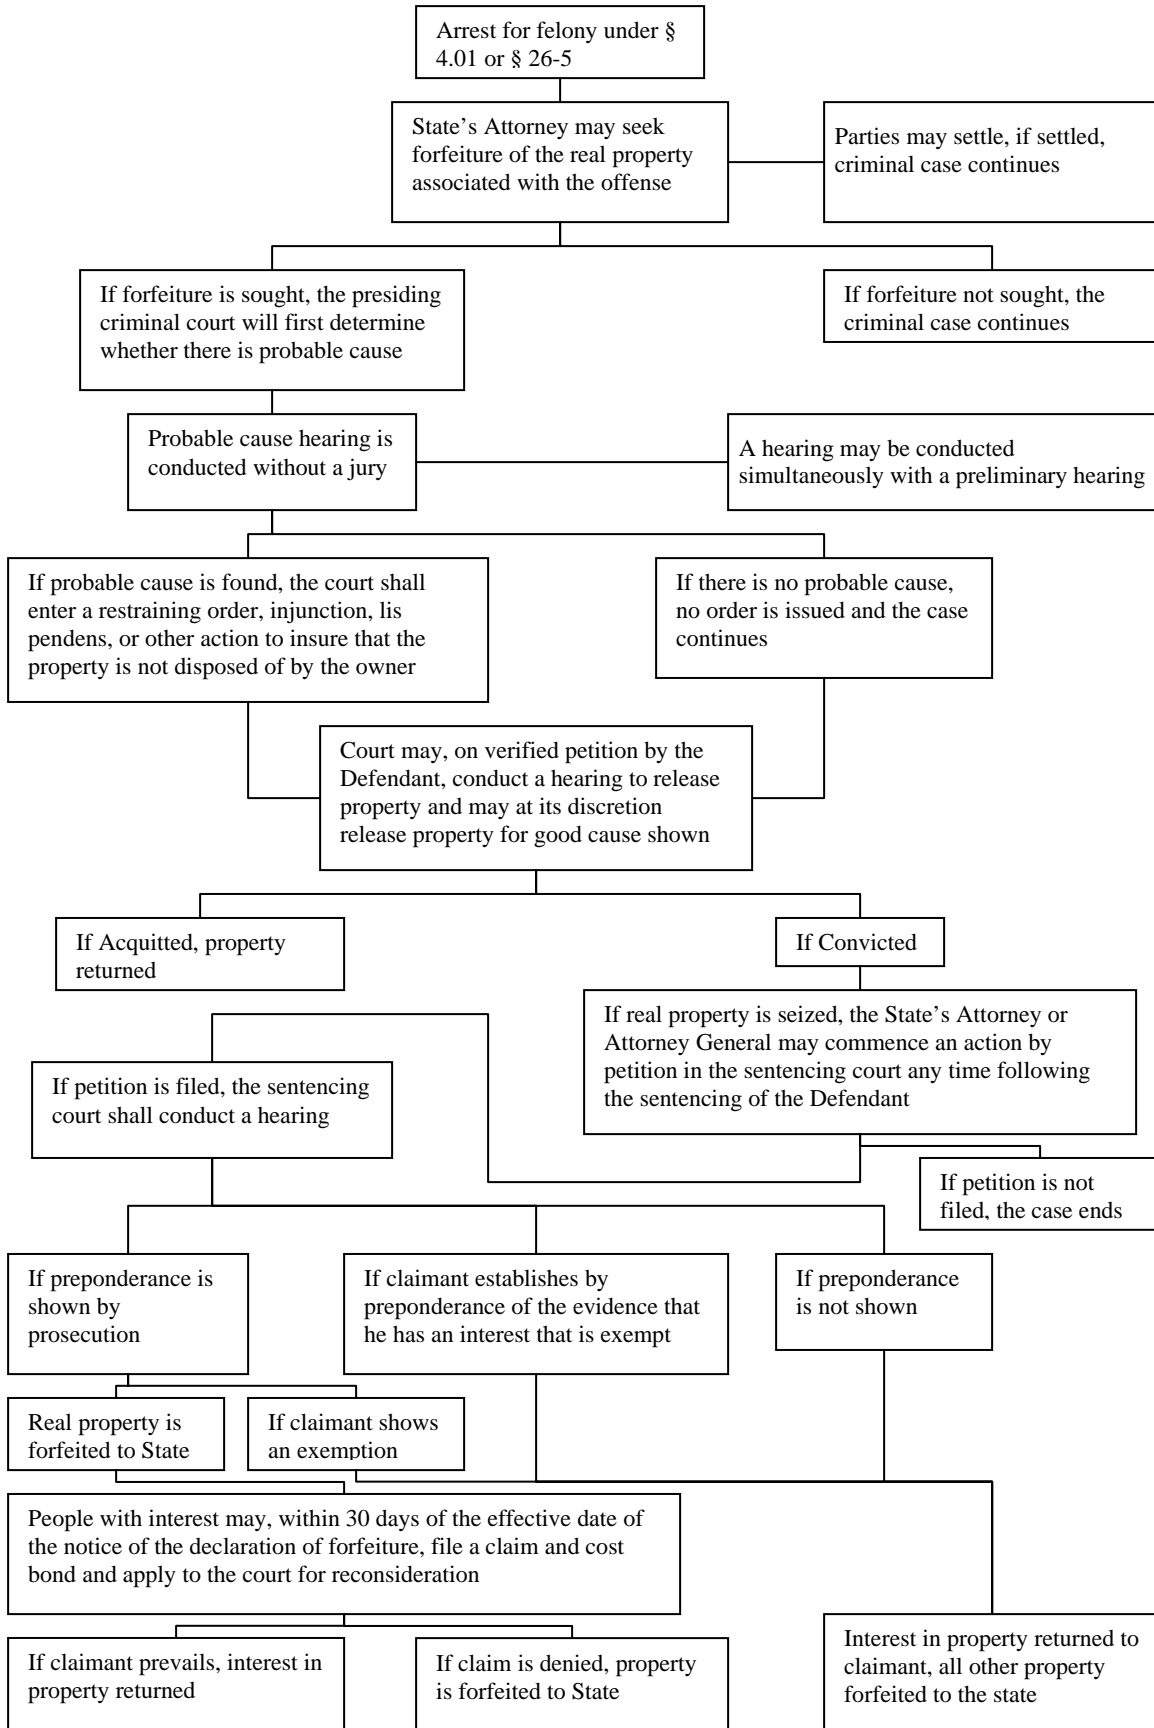 Arrest for felony under §
4.01 or § 26-5
State's Attorney may seek
forfeiture of the real property
associated with the offense
Parties may settle, if settled,
criminal case continues
If forfeiture is sought, the presiding
criminal court will first determine
whether there is probable cause
If forfeiture not sought, the
criminal case continues
Probable cause hearing is
conducted without a jury
A hearing may be conducted
simultaneously with a preliminary hearing
If probable cause is found, the court shall
enter a restraining order, injunction, lis
pendens, or other action to insure that the
property is not disposed of by the owner
If there is no probable cause,
no order is issued and the case
continues
Court may, on verified petition by the
Defendant, conduct a hearing to release
property and may at its discretion
release property for good cause shown
If Acquitted, property
returned
If Convicted
If real property is seized, the State's Attorney or
Attorney General may commence an action by
petition in the sentencing court any time following
the sentencing of the Defendant
If petition is filed, the sentencing
court shall conduct a hearing
If petition is not
filed, the case ends
If preponderance is
shown by
prosecution
If claimant establishes by
preponderance of the evidence that
he has an interest that is exempt
If preponderance
is not shown
Real property is
forfeited to State
If claimant shows
an exemption
People with interest may, within 30 days of the effective date of
the notice of the declaration of forfeiture, file a claim and cost
bond and apply to the court for reconsideration
If claimant prevails, interest in
property returned
If claim is denied, property
is forfeited to State
Interest in property returned to
claimant, all other property
forfeited to the state